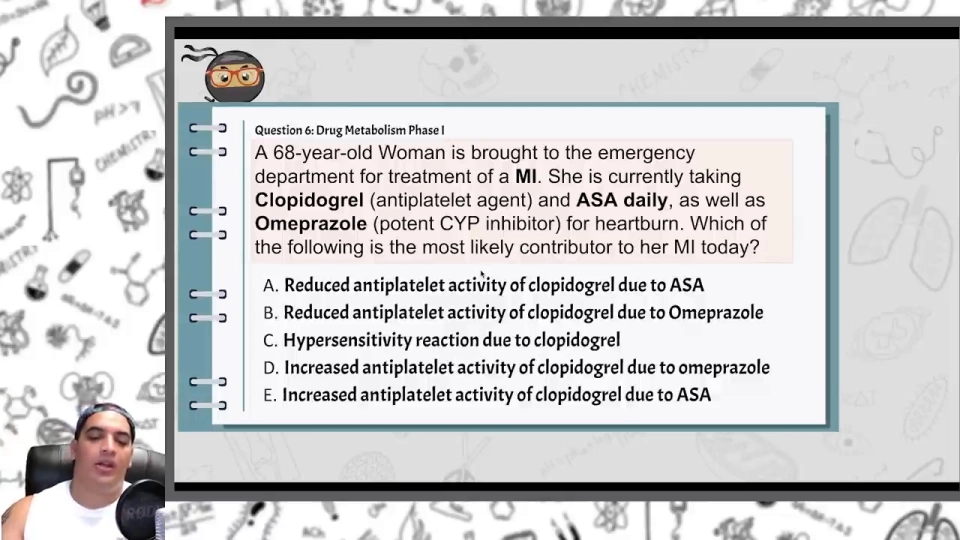 Question 6: Drug Metabolism Phase I
A 68-year-old Woman is brought to the emergency
department for treatment of a MI. She is currently taking
Clopidogrel (antiplatelet agent) and ASA daily, as well as
Omeprazole (potent CYP inhibitor) for heartburn. Which of
the following is the most likely contributor to her MI today?
A. Reduced antiplatelet activity of clopidogrel due to ASA
B. Reduced antiplatelet activity of clopidogrel due to Omeprazole
C. Hypersensitivity reaction due to clopidogrel
D. Increased antiplatelet activity of clopidogrel due to omeprazole
E. Increased antiplatelet activity of clopidogrel due to ASA
CHEMISTRY
PH>7
CHEMISTRY